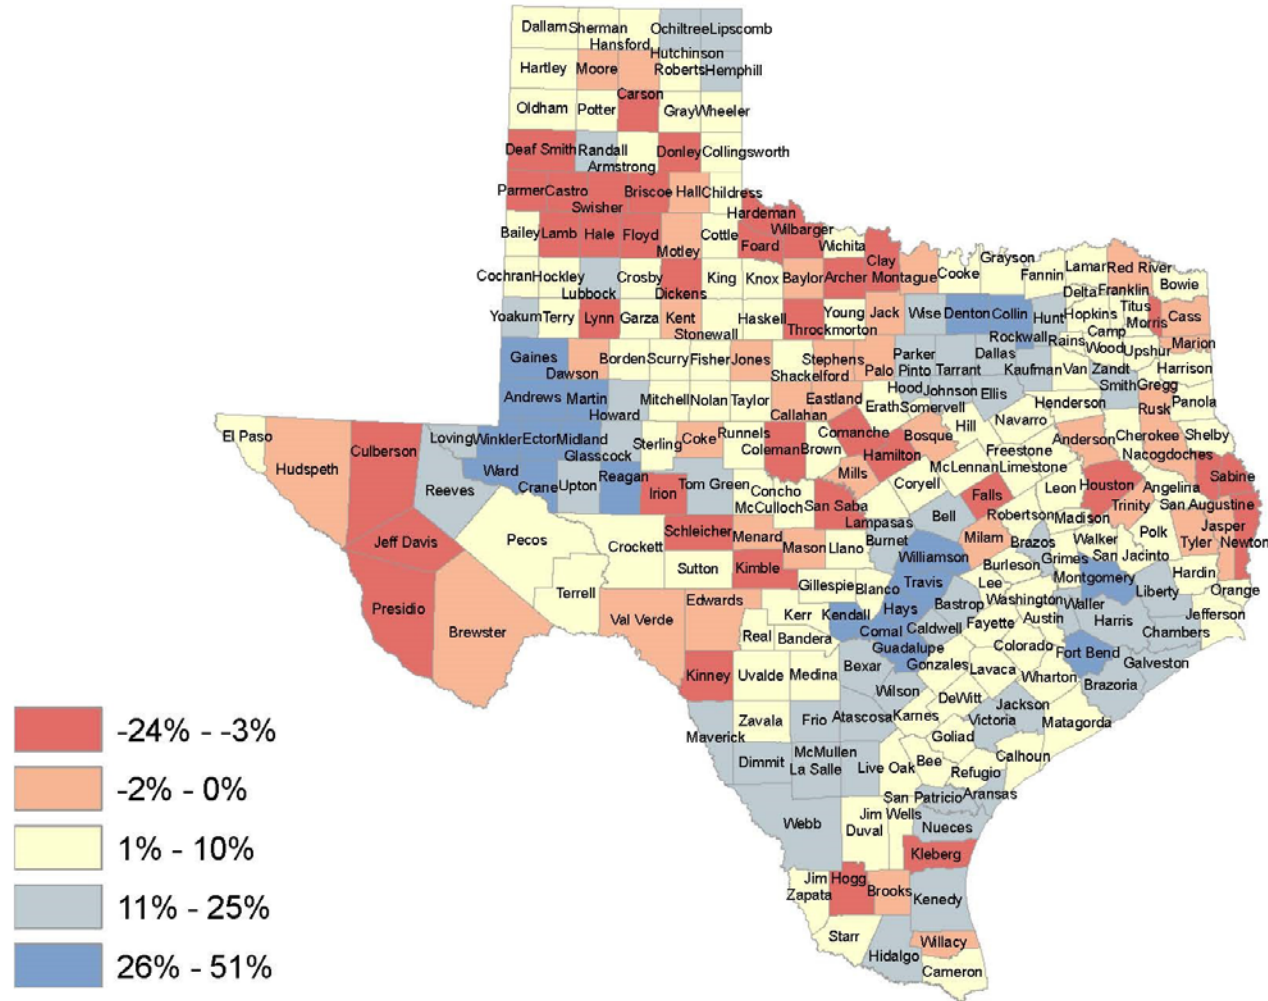 Dallam Sherman Ochiltree Lipscomb
Hansford
Hutchinson
Hartley Moore Roberts Hemphill
Carson
Oldham Potter Gray Wheeler
Deaf Smith Randall Donley Collingsworth
Armstrong
Parmer Castro Briscoe Hall Childress
Swisher
Hardeman
Bailey Lamb Hale Floyd Cottle Foard Wilbarger Wichita
Motley
Clay
Cochran Hockley Crosby King Knox Baylor Archer Montague Cooke Grayson Fannin Lamar Red River Bowie
Lubbock Dickens
Delta Franklin
Yoakum Terry Lynn Garza Kent Haskell Young Jack Wise Denton Collin Hunt Hopkins Titus Cass
Stonewall Throckmorton
Camp Morris
Rockwall Rains Wood Upshur Marion
Gaines Borden Scurry Fisher Jones Stephens Parker Dallas
Dawson Shackelford Palo Pinto Tarrant Kaufman Van Zandt Harrison
Andrews Martin Mitchell Nolan Taylor Eastland Hood Johnson Ellis Smith Gregg
Howard Callahan Erath Somervell Henderson Rusk Panola
El Paso Loving Winkler Ector Midland Sterling Coke Runnels Comanche Bosque Hill Navarro Anderson Cherokee Shelby
Hudspeth Culberson Glasscock Coleman Brown Hamilton Freestone Nacogdoches
Ward Mills McLennan Limestone
Reeves Crane Upton Reagan Irion Tom Green Concho Coryell Falls Leon Houston Angelina Sabine
McCulloch San Saba Robertson Trinity San Augustine
Lampasas Bell Madison Polk Jasper
Jeff Davis Pecos Crockett Schleicher Menard Mason Llano Burnet Milam Brazos Walker Tyler Newton
Williamson Grimes San Jacinto
Sutton Kimble Burleson Montgomery Hardin
Presidio Terrell Gillespie Blanco Travis Lee Liberty Orange
Brewster Val Verde Edwards Kerr Kendall Hays Bastrop Washington Waller Harris Jefferson
Real Bandera Comal Caldwell Fayette Austin Chambers
Guadalupe Colorado Fort Bend
Kinney Uvalde Medina Bexar Gonzales Lavaca Wharton Galveston
Wilson Brazoria
DeWitt Jackson
Maverick Zavala Frio Atascosa Karnes Victoria Matagorda
Goliad
Dimmit McMullen Live Oak Bee Calhoun
La Salle Refugio
San Patricio Aransas
Webb Jim Wells
Duval Nueces
Kleberg
Jim Hogg
Zapata Brooks Kenedy
Starr Willacy
Hidalgo
Cameron
-24% - -3%
-2% - 0%
1% - 10%
11% - 25%
26% - 51%